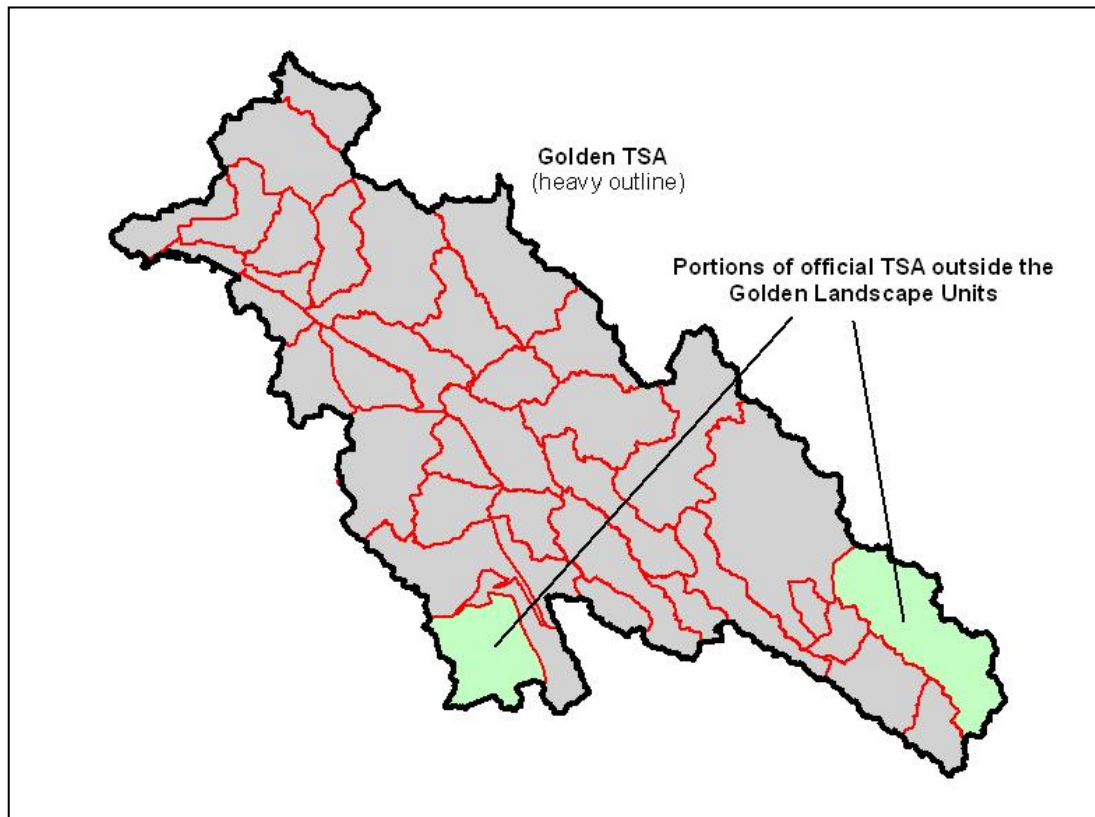 Golden TSA
(heavy outline)
Portions of official TSA outside the
Golden Landscape Units